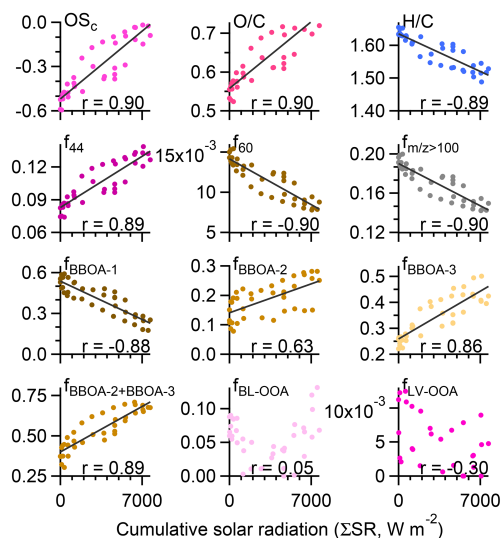 OSc O/C H/C
0.0 0.7 1.60
-0.3 0.6 1.50
-0.6 r = 0.90 0.5 r = 0.90 1.40 r = -0.89
f44 15x10-3 f60 0.20 fm/z>100
0.12 10 0.16
0.09
0.06 r = 0.89 5 r = -0.90 0.12 r = -0.90
0.6 fBBOA-1 0.3 fBBOA-2 0.5 fBBOA-3
0.3 0.2 0.4
0.1 0.3
0.0 r = -0.88 0.0 r = 0.63 0.2 r = 0.86
0.75 fBBOA-2+BBOA-3 fBL-OOA 10x10-3 fLV-OOA
0.50 0.10 5
0.05
0.25 r = 0.89 0.00 r = 0.05 0 r = -0.30
0 7000 0 7000 0 7000
Cumulative solar radiation (ΣSR, W m-2)